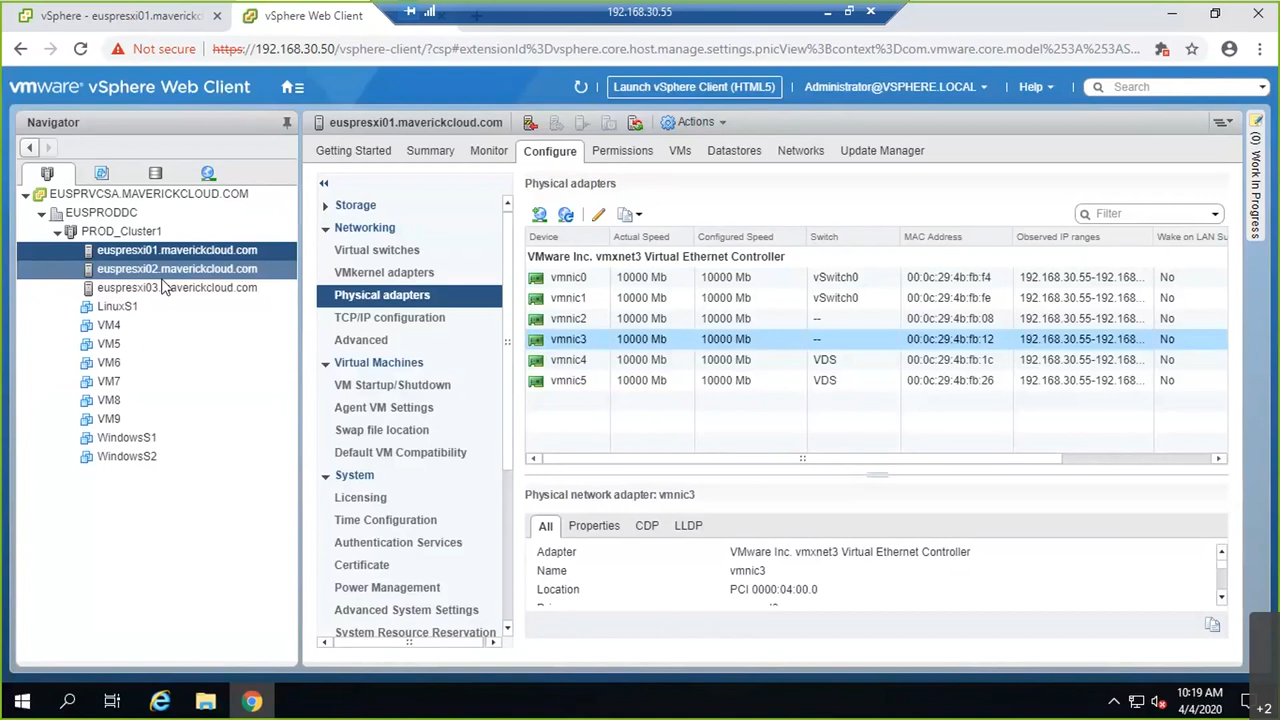 vSphere - euspresxi01.maverickclo
vSphere Web Client
192.168.30.55
Not secure
https://192.168.30.50/vsphere-client/?csp#extensionId%3Dvsphere.core.host.manage.settings.pnicView%3Bcontext%3Dcom.vmware.core.model%253A%253AS...
vmware® vSphere Web Client
Launch vSphere Client (HTML5)
Administrator@VSPHERE.LOCAL
Help
Search
Navigator
EUSPRVCSA.MAVERICKCLOUD.COM
EUSPRODDC
PROD_Cluster1
euspresxi01.maverickcloud.com
euspresxi02.maverickcloud.com
euspresxi03.maverickcloud.com
LinuxS1
VM4
VM5
VM6
VM7
VM8
VM9
WindowsS1
WindowsS2
euspresxi01.maverickcloud.com
Actions
Getting Started Summary Monitor Configure Permissions VMs Datastores Networks Update Manager
Storage
Networking
Virtual switches
VMkernel adapters
Physical adapters
TCP/IP configuration
Advanced
Virtual Machines
VM Startup/Shutdown
Agent VM Settings
Swap file location
Default VM Compatibility
System
Licensing
Time Configuration
Authentication Services
Certificate
Power Management
Advanced System Settings
System Resource Reservation
Physical adapters
Filter
Device Actual Speed Configured Speed Switch MAC Address Observed IP ranges Wake on LAN Su
VMware Inc. vmxnet3 Virtual Ethernet Controller
vmnic0 10000 Mb 10000 Mb vSwitch0 00:0c:29:4b:fb:f4 192.168.30.55-192.168... No
vmnic1 10000 Mb 10000 Mb vSwitch0 00:0c:29:4b:fb:fe 192.168.30.55-192.168... No
vmnic2 10000 Mb 10000 Mb -- 00:0c:29:4b:fb:08 192.168.30.55-192.168... No
vmnic3 10000 Mb 10000 Mb -- 00:0c:29:4b:fb:12 192.168.30.55-192.168... No
vmnic4 10000 Mb 10000 Mb VDS 00:0c:29:4b:fb:1c 192.168.30.55-192.168... No
vmnic5 10000 Mb 10000 Mb VDS 00:0c:29:4b:fb:26 192.168.30.55-192.168... No
Physical network adapter: vmnic3
All Properties CDP LLDP
Adapter VMware Inc. vmxnet3 Virtual Ethernet Controller
Name vmnic3
Location PCI 0000:04:00.0
(0) Work In Progress
10:19 AM
4/4/2020
+2